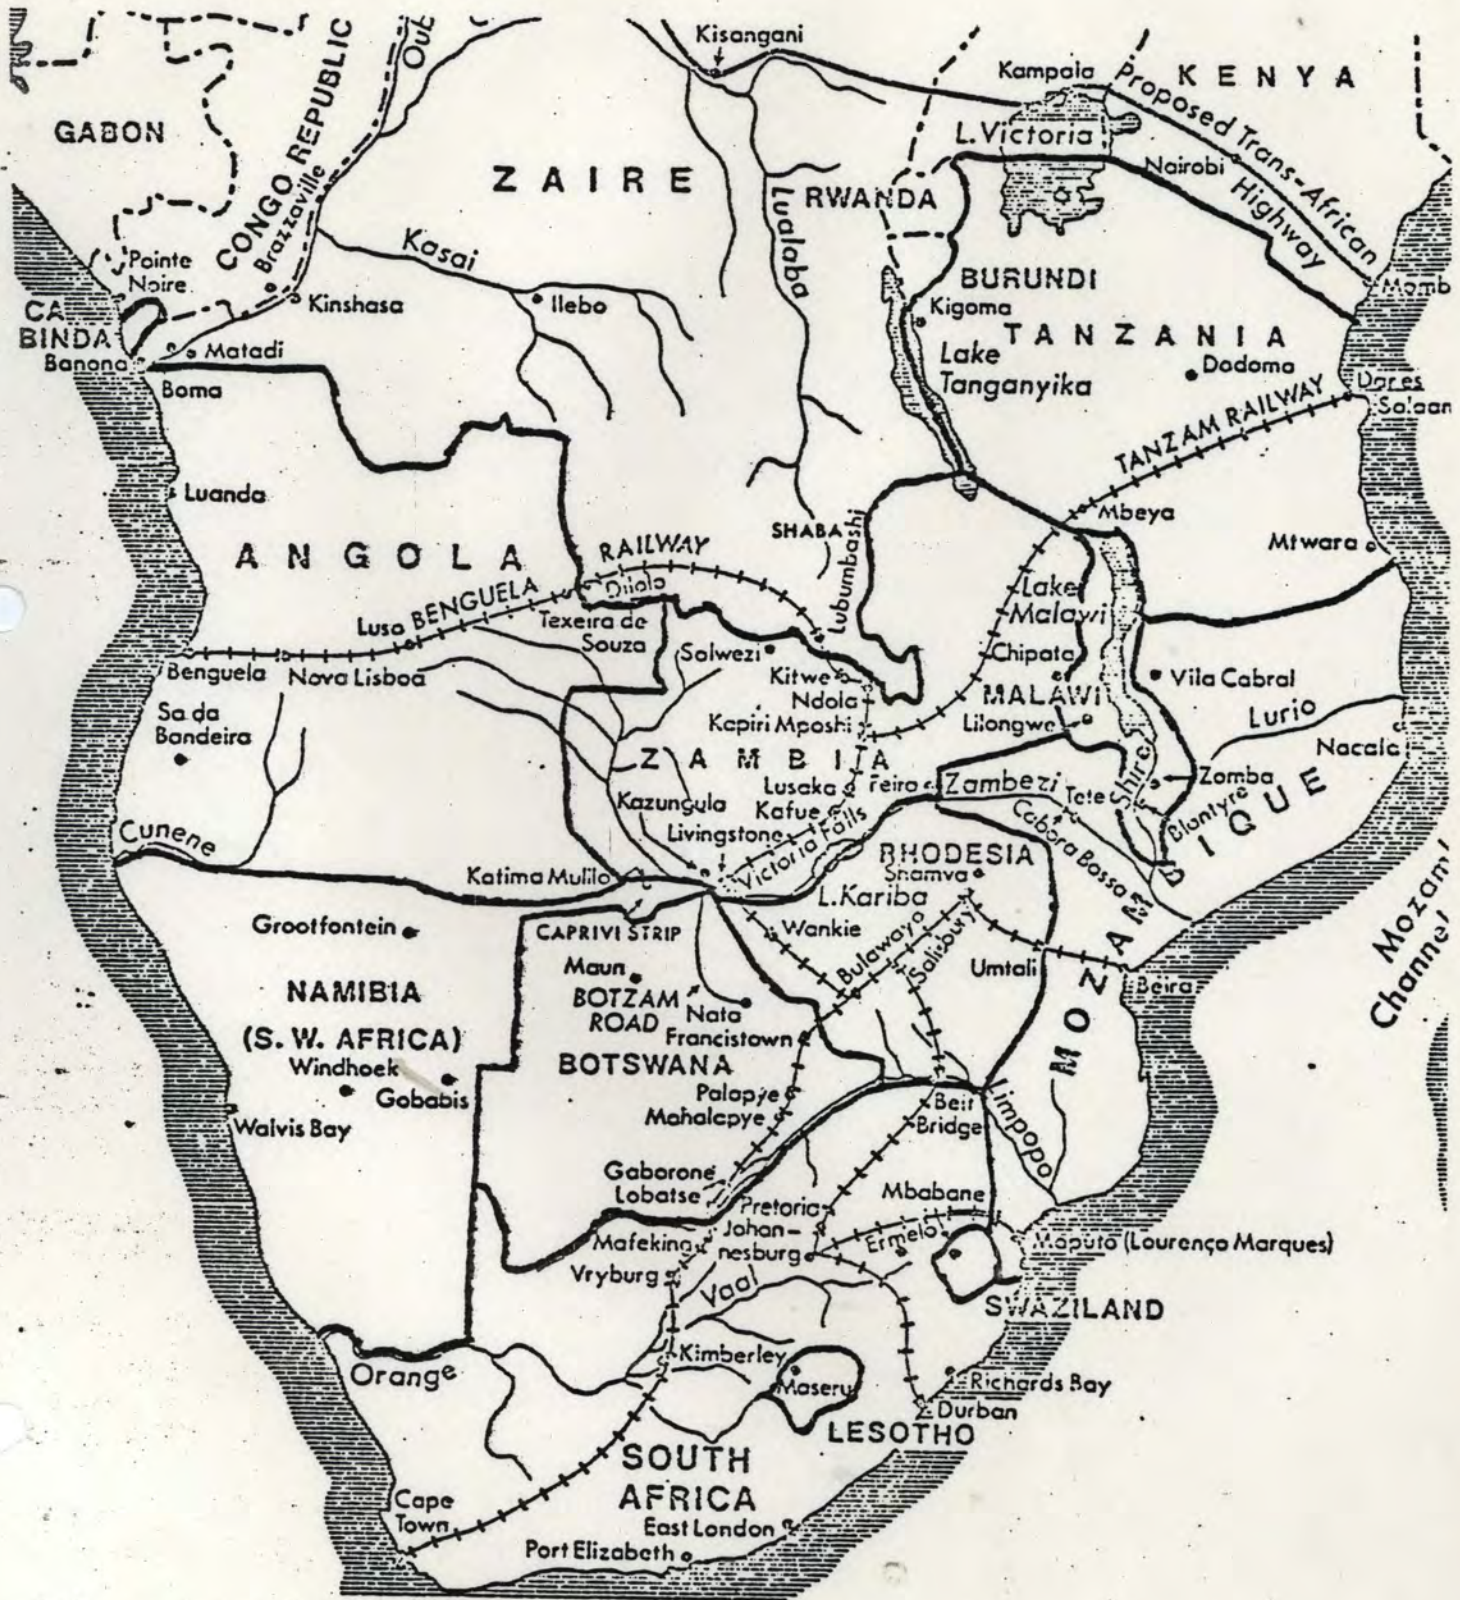 Kisangani
KENYA
Kampala
Proposed Trans-African
Highway
Oub
GABON
CONGO REPUBLIC
Brazzaville
ZAIRE
L.Victoria
Nairobi
RWANDA
Lualaba
Kasai
Pointe
Noire
BURUNDI
Momb
Kinshasa
Ilebo
Kigoma
CA
BINDA
TANZANIA
Matadi
Banana
Lake
Tanganyika
Dodoma
Boma
Dar es
Salaam
TANZAM RAILWAY
Luanda
Mbeya
SHABA
Lubumbashi
Mtwara
ANGOLA
RAILWAY
BENGUELA
Luso
Dilolo
Texeira de
Souza
Lake
Malawi
Chipata
Benguela
Nova Lisboa
Solwezi
Kitwe
Ndola
Kapiri Mposhi
MALAWI
Lilongwe
Vila Cabral
Lurio
Nacala
Sa da
Bandeira
ZAMBIA
Lusaka
Feira
Zambezi
Tete
Shire
Zomba
Blantyre
Kazungula
Kafue
Livingstone
Victoria Falls
Cabora Bassa
Cunene
RHODESIA
Shamva
Katima Mulilo
L.Kariba
MOZAMBIQUE
Grootfontein
CAPRIVI STRIP
Wankie
Bulawayo
Salisbury
Umtali
Beira
Mozam
Channel
Maun
BOTZAM
ROAD
Nata
NAMIBIA
(S. W. AFRICA)
Francistown
Windhoek
BOTSWANA
Gobabis
Palapye
Mahalapye
Beit
Bridge
Limpopo
Walvis Bay
Gaborone
Lobatse
Pretoria
Mbabane
Johan-
nesburg
Ermelo
Maputo (Lourenço Marques)
Mafeking
Vryburg
Vaal
SWAZILAND
Orange
Kimberley
Maseru
Richards Bay
Durban
LESOTHO
SOUTH
AFRICA
Cape
Town
East London
Port Elizabeth